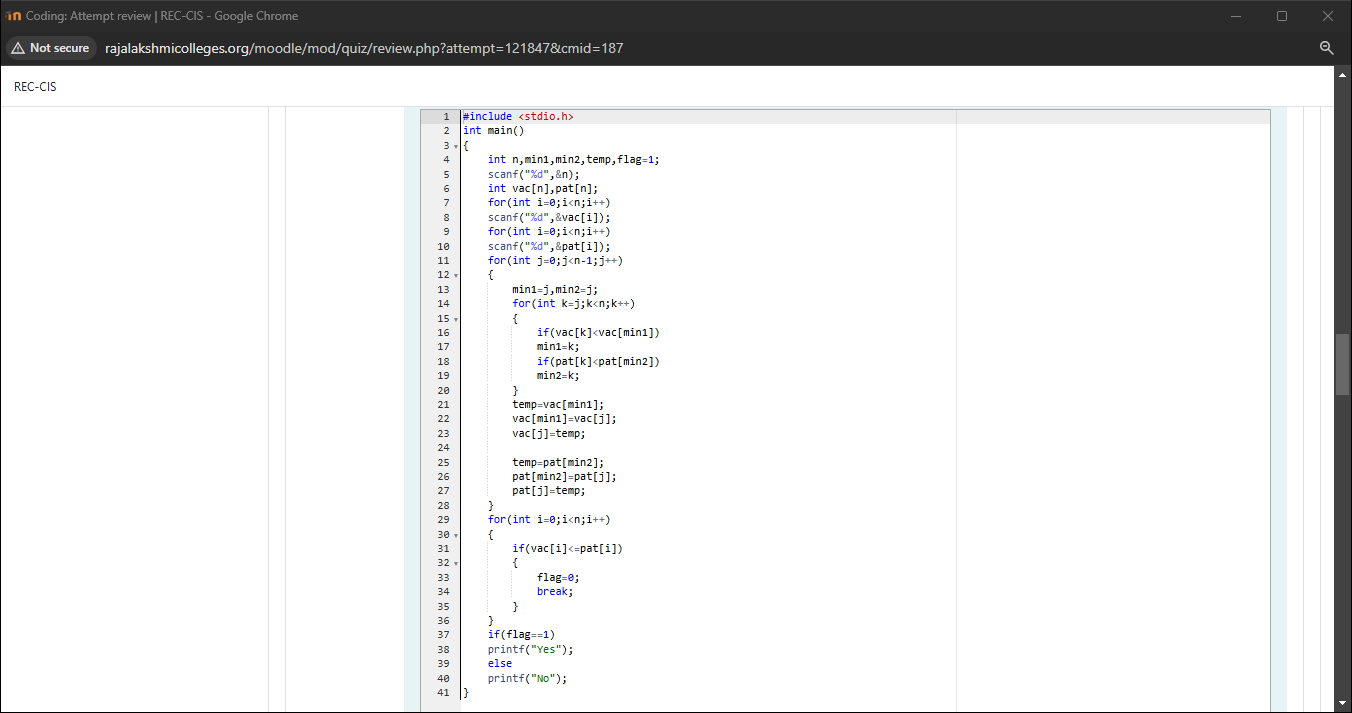 Coding: Attempt review | REC-CIS - Google Chrome
Not secure rajalakshmicolleges.org/moodle/mod/quiz/review.php?attempt=121847&cmid=187
REC-CIS
1 #include <stdio.h>
2 int main()
3 {
4     int n,min1,min2,temp,flag=1;
5     scanf("%d",&n);
6     int vac[n],pat[n];
7     for(int i=0;i<n;i++)
8     scanf("%d",&vac[i]);
9     for(int i=0;i<n;i++)
10     scanf("%d",&pat[i]);
11     for(int j=0;j<n-1;j++)
12     {
13         min1=j,min2=j;
14         for(int k=j;k<n;k++)
15         {
16             if(vac[k]<vac[min1])
17             min1=k;
18             if(pat[k]<pat[min2])
19             min2=k;
20         }
21         temp=vac[min1];
22         vac[min1]=vac[j];
23         vac[j]=temp;
24
25         temp=pat[min2];
26         pat[min2]=pat[j];
27         pat[j]=temp;
28     }
29     for(int i=0;i<n;i++)
30     {
31         if(vac[i]<=pat[i])
32         {
33             flag=0;
34             break;
35         }
36     }
37     if(flag==1)
38     printf("Yes");
39     else
40     printf("No");
41 }